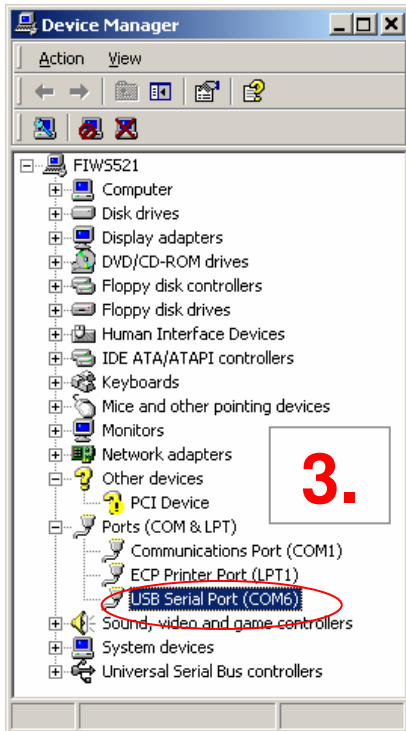 Device Manager
Action View
FIWS521
Computer
Disk drives
Display adapters
DVD/CD-ROM drives
Floppy disk controllers
Floppy disk drives
Human Interface Devices
IDE ATA/ATAPI controllers
Keyboards
Mice and other pointing devices
Monitors
Network adapters
Other devices
PCI Device
Ports (COM & LPT)
Communications Port (COM1)
ECP Printer Port (LPT1)
USB Serial Port (COM6)
Sound, video and game controllers
System devices
Universal Serial Bus controllers
3.